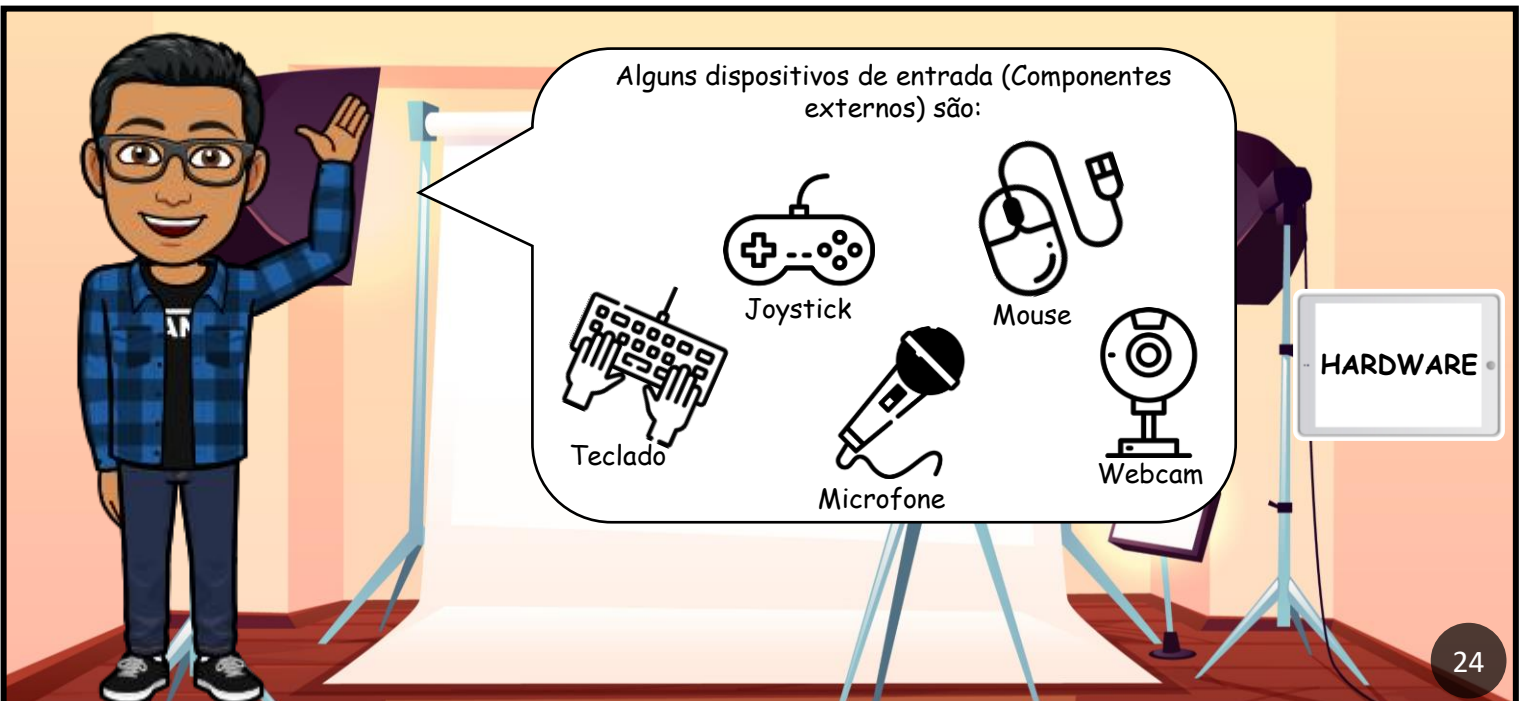 Alguns dispositivos de entrada (Componentes
externos) são:
Joystick
Mouse
Teclado
Microfone
Webcam
HARDWARE
24